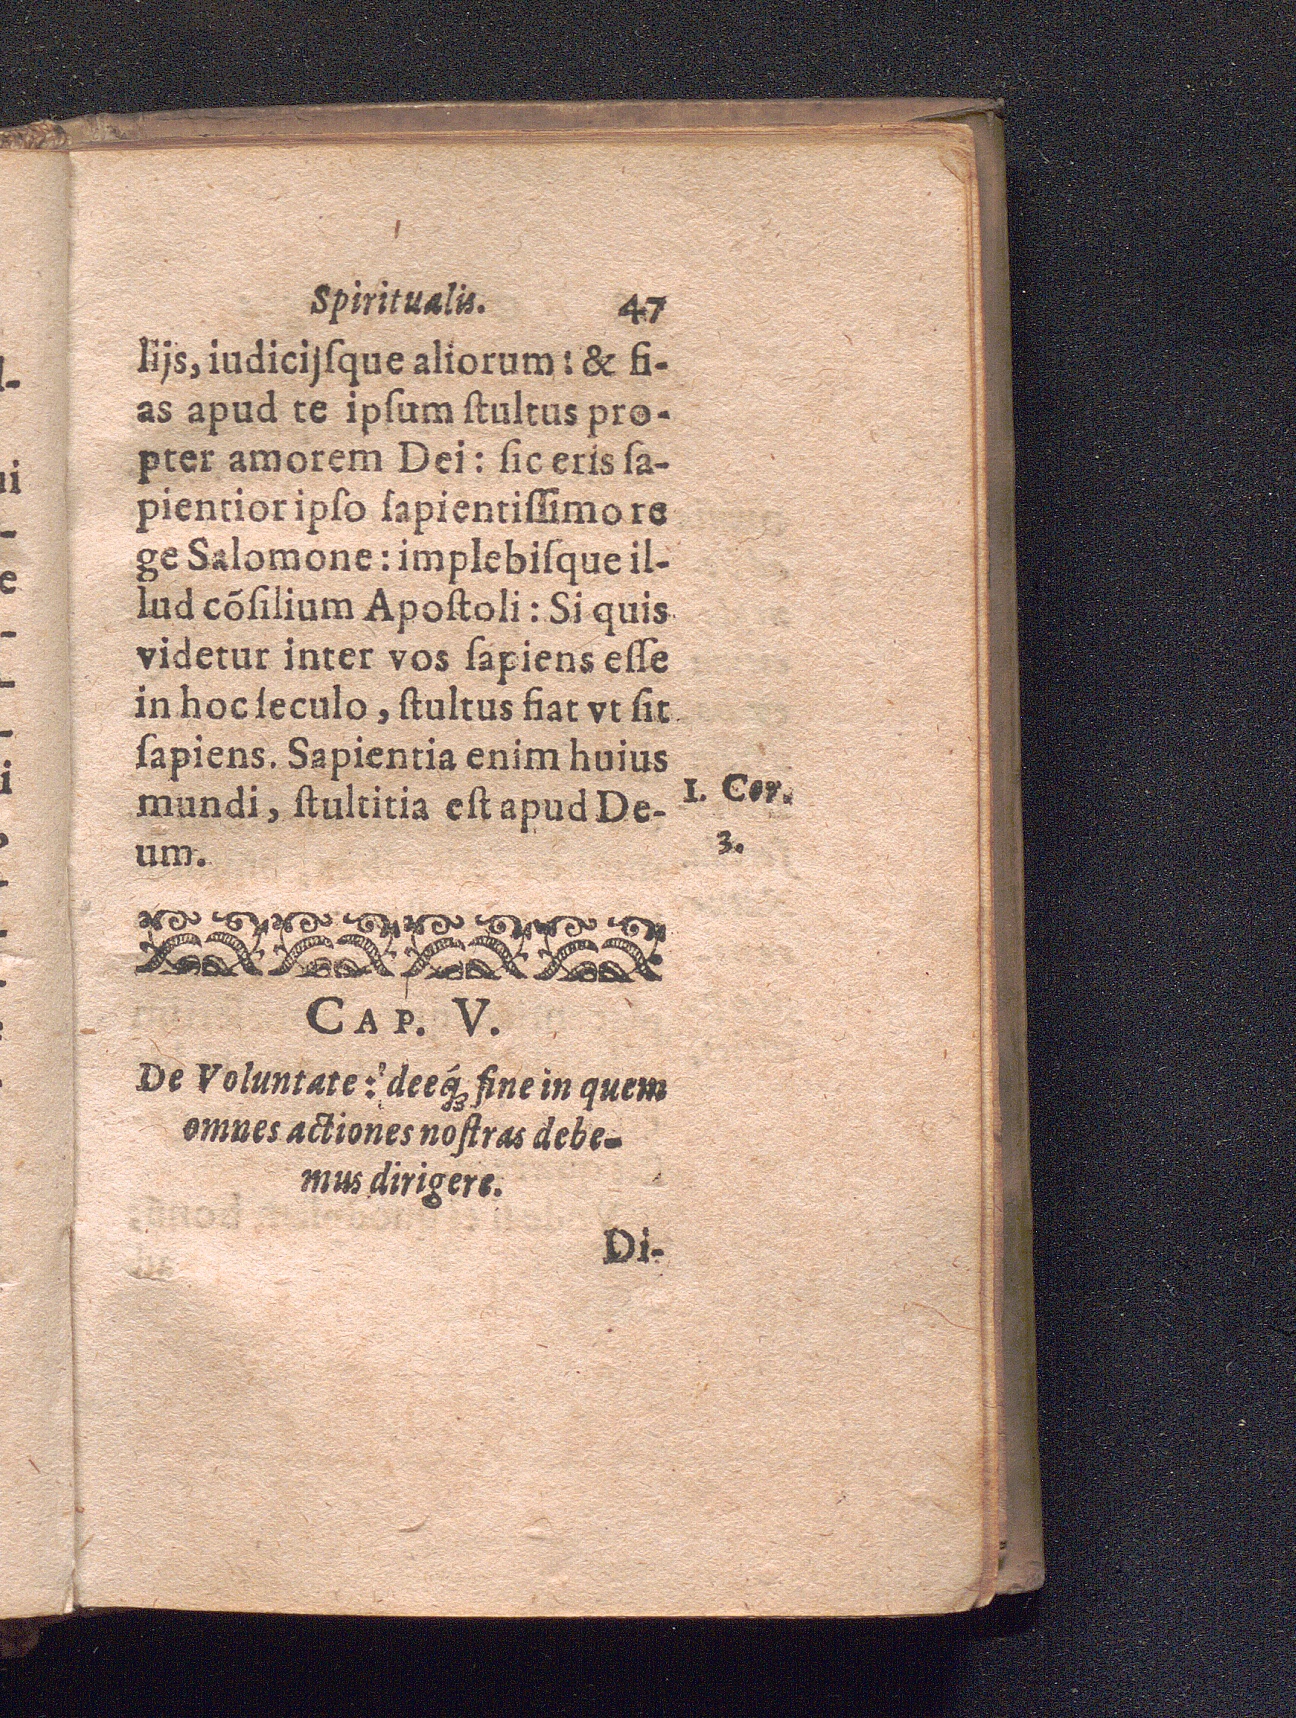 Spiritualis. 47
lijs, iudicijſque aliorum: & fi-
as apud te ipſum ſtultus pro-
pter amorem Dei: ſic eris ſa-
pientior ipſo ſapientiſſimo re
ge Salomone: implebiſque il-
lud cõſilium Apoſtoli: Si quis
videtur inter vos ſapiens eſſe
in hoc ſeculo, ſtultus fiat vt ſit
ſapiens. Sapientia enim huius
mundi, ſtultitia eſt apud De-
um.
1. Cor.
3.
CAP. V.
De Voluntate: deeq́; fine in quem
omnes actiones noſtras debe-
mus dirigere.
Di-